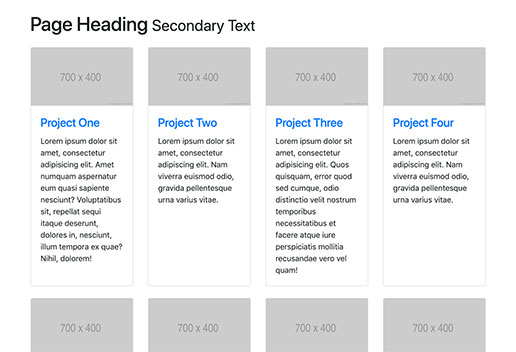 Page Heading Secondary Text
700 x 400
700 x 400
700 x 400
700 x 400
Project One
Lorem ipsum dolor sit
amet, consectetur
adipisicing elit. Amet
numquam aspernatur
eum quasi sapiente
nesciunt? Voluptatibus
sit, repellat sequi
itaque deserunt,
dolores in, nesciunt,
illum tempora ex quae?
Nihil, dolorem!
Project Two
Lorem ipsum dolor sit
amet, consectetur
adipiscing elit. Nam
viverra euismod odio,
gravida pellentesque
urna varius vitae.
Project Three
Lorem ipsum dolor sit
amet, consectetur
adipisicing elit. Quos
quisquam, error quod
sed cumque, odio
distinctio velit nostrum
temporibus
necessitatibus et
facere atque iure
perspiciatis mollitia
recusandae vero vel
quam!
Project Four
Lorem ipsum dolor sit
amet, consectetur
adipiscing elit. Nam
viverra euismod odio,
gravida pellentesque
urna varius vitae.
700 x 400
700 x 400
700 x 400
700 x 400